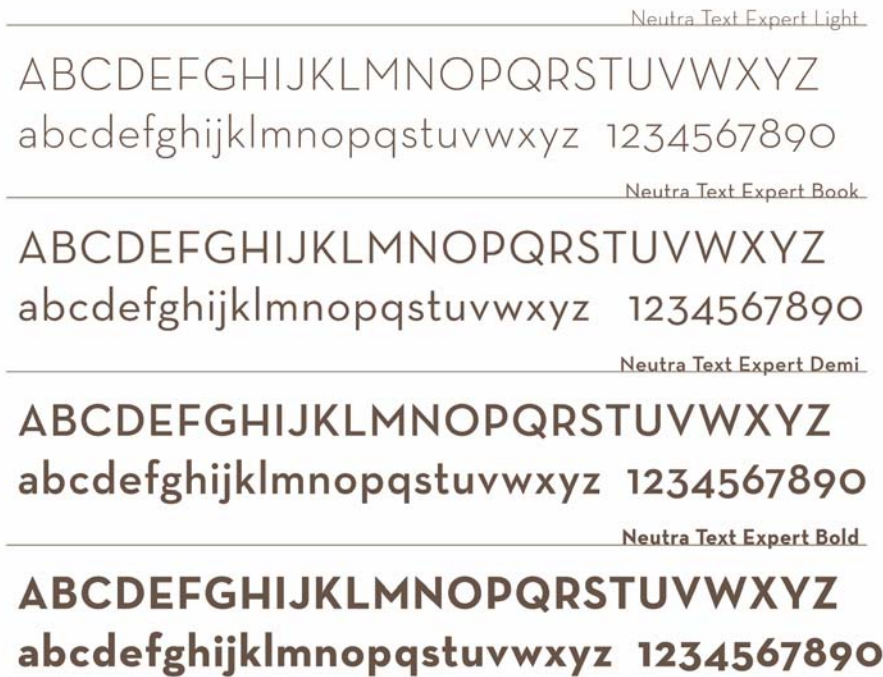 Neutra Text Expert Light
ABCDEFGHIJKLMNOPQRSTUVWXYZ
abcdefghijklmnopqstuvwxyz 1234567890
Neutra Text Expert Book
ABCDEFGHIJKLMNOPQRSTUVWXYZ
abcdefghijklmnopqstuvwxyz 1234567890
Neutra Text Expert Demi
ABCDEFGHIJKLMNOPQRSTUVWXYZ
abcdefghijklmnopqstuvwxyz 1234567890
Neutra Text Expert Bold
ABCDEFGHIJKLMNOPQRSTUVWXYZ
abcdefghijklmnopqstuvwxyz 1234567890